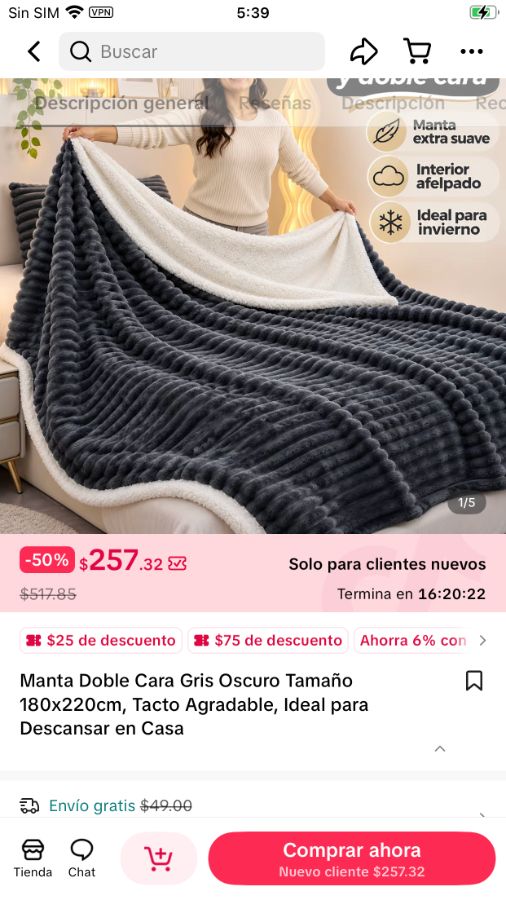 Sin SIM VPN 5:39
Buscar
y doble cara
Descripción general Reseñas Descripción Rec
Manta
extra suave
Interior
afelpado
Ideal para
invierno
1/5
-50% $257.32
Solo para clientes nuevos
$517.85
Termina en 16:20:22
$25 de descuento $75 de descuento Ahorra 6% con
Manta Doble Cara Gris Oscuro Tamaño
180x220cm, Tacto Agradable, Ideal para
Descansar en Casa
Envío gratis $49.00
Tienda Chat
Comprar ahora
Nuevo cliente $257.32